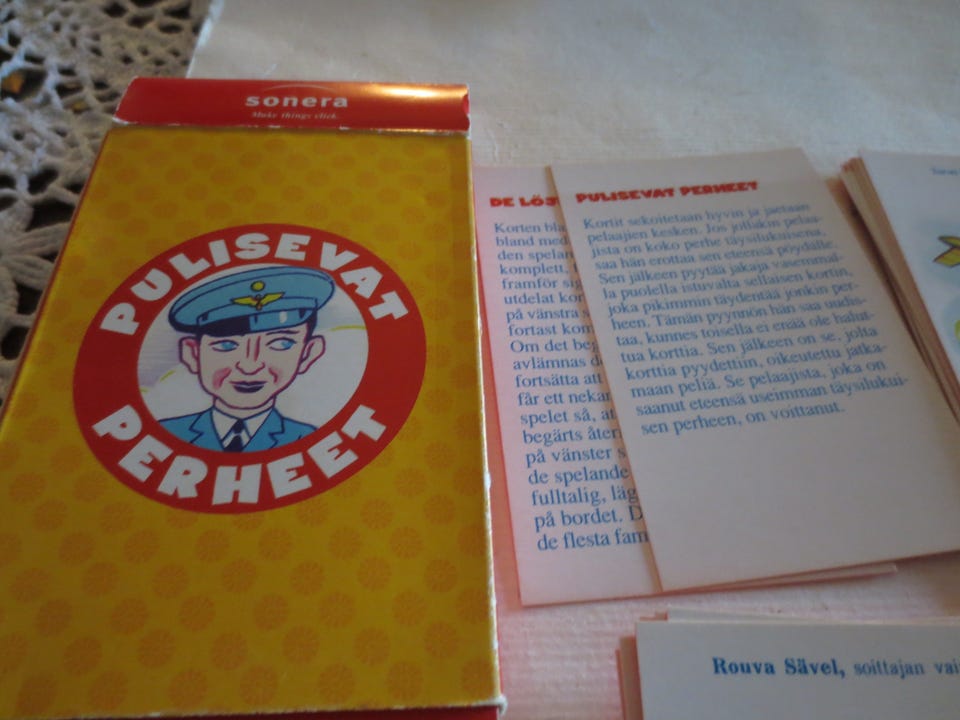 sonera
Make things click.
PULISEVAT
PERHEET
DE LÖJ
Korten bla
bland med
den spelar
komplett,
framför si
utdelat kor
på vänstra
fortast kom
Om det be
avlämnas d
fortsätta att
får ett nekan
spelet så, at
begärts åter
på vänster s
de spelande
fulltalig, läg
på bordet. D
de flesta fam
PULISEVAT PERHEET
Kortit sekoitetaan hyvin ja jaetaan
pelaajien kesken. Jos jollakin pelaa-
jista on koko perhe täysilukuisena,
saa hän erottaa sen eteensä pöydälle.
Sen jälkeen pyytää jakaja vasemmal-
la puolella istuvalta sellaisen kortin,
joka pikimmin täydentää jonkin per-
heen. Tämän pyynnön hän saa uudis-
taa, kunnes toisella ei enää ole halut-
tua korttia. Sen jälkeen on se, jolta
korttia pyydettiin, oikeutettu jatka-
maan peliä. Se pelaajista, joka on
saanut eteensä useimman täysilukui-
sen perheen, on voittanut.
Rouva Sävel, soittajan vai